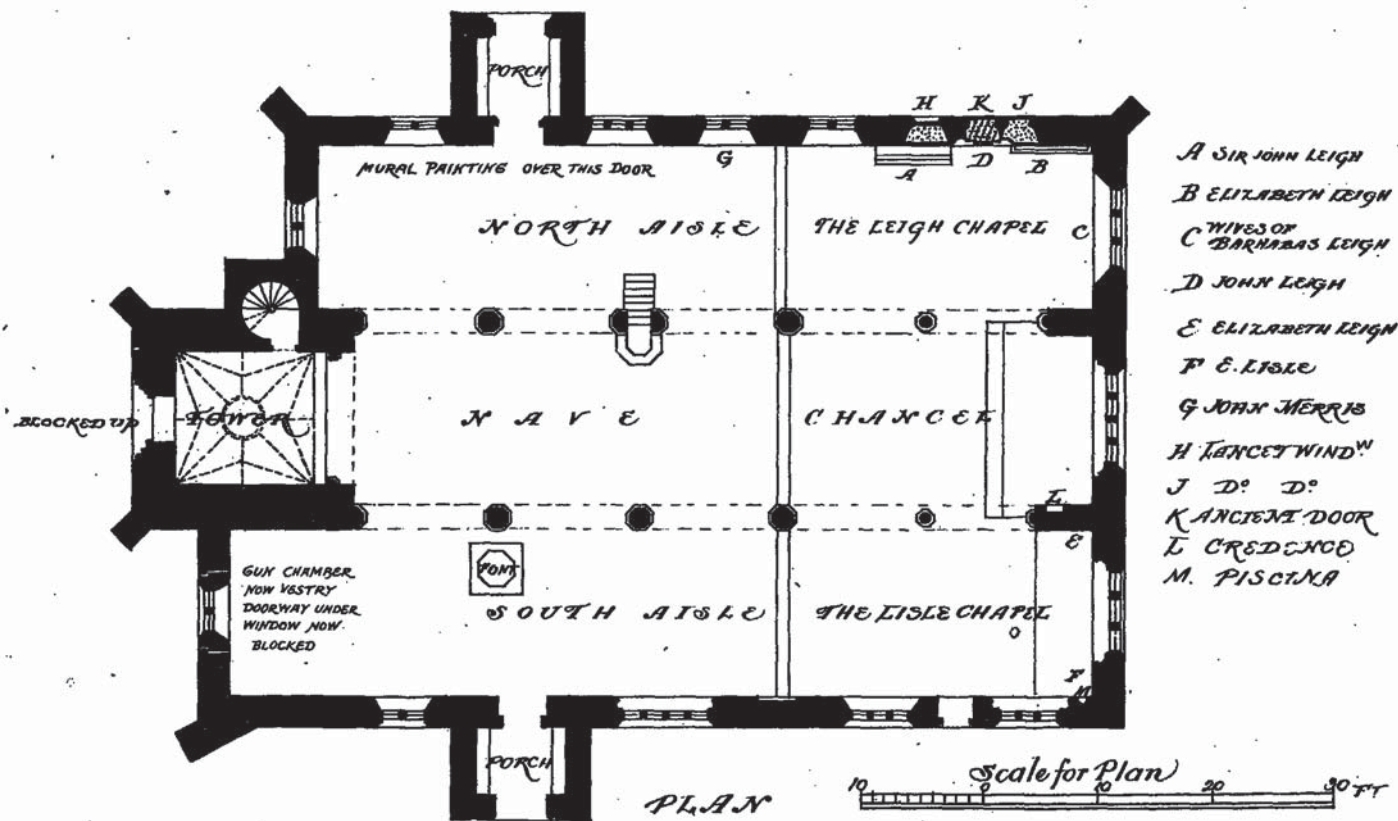 PORCH
H K J
MURAL PAINTING OVER THIS DOOR
G
A
D
B
NORTH AISLE
THE LEIGH CHAPEL
C
BLOCKED UP
TOWER
NAVE
CHANCEL
L
E
GUN CHAMBER
NOW VESTRY
DOORWAY UNDER
WINDOW NOW
BLOCKED
FONT
SOUTH AISLE
THE LISLE CHAPEL
F
M
PORCH
PLAN
Scale for Plan
10 0 10 20 30 FT
A SIR JOHN LEIGH
B ELIZABETH LEIGH
C WIVES OF
BARNABAS LEIGH
D JOHN LEIGH
E ELIZABETH LEIGH
F E. LISLE
G JOAN MERRIS
H LANCET WINDW
J Do Do
K ANCIENT DOOR
L CREDENCE
M. PISCINA